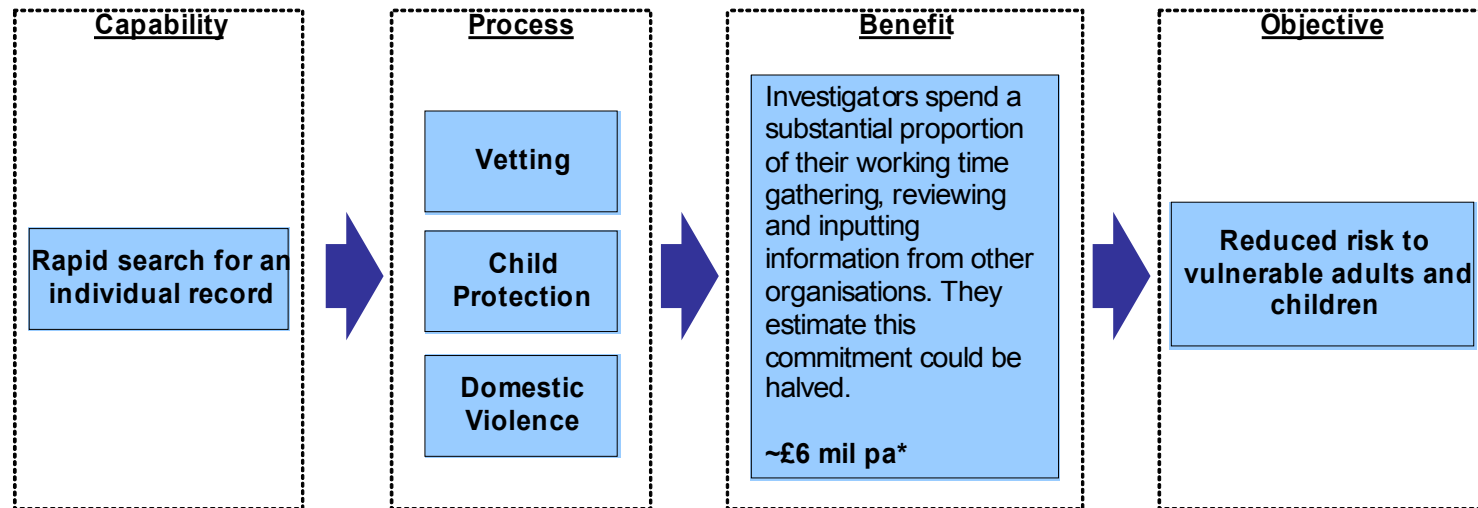 Capability
Rapid search for an
individual record
Process
Vetting
Child
Protection
Domestic
Violence
Benefit
Investigators spend a
substantial proportion
of their working time
gathering, reviewing
and inputting
information from other
organisations. They
estimate this
commitment could be
halved.
~£6 mil pa*
Objective
Reduced risk to
vulnerable adults and
children